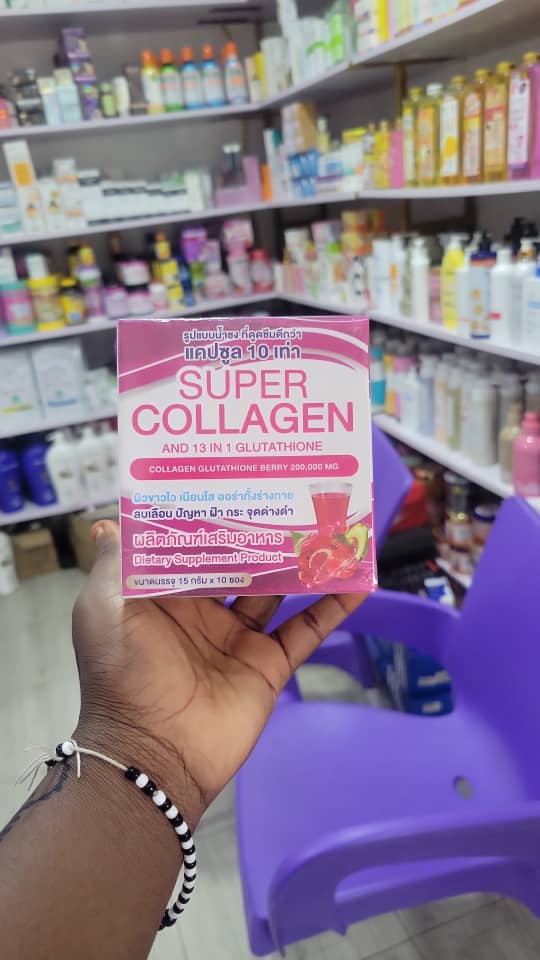 รูปแบบน้ำชง ที่ดูดซึมดีกว่า
แคปซูล 10 เท่า
SUPER
COLLAGEN
AND 13 IN 1 GLUTATHIONE
COLLAGEN GLUTATHIONE BERRY 200,000 MG
ผิวขาวไว เนียนใส ออร่าทั้งร่างกาย
ลบเลือน ปัญหา ฝ้า กระ จุดด่างดำ
ผลิตภัณฑ์เสริมอาหาร
Dietary Supplement Product
ขนาดบรรจุ 15 กรัม x 10 ซอง